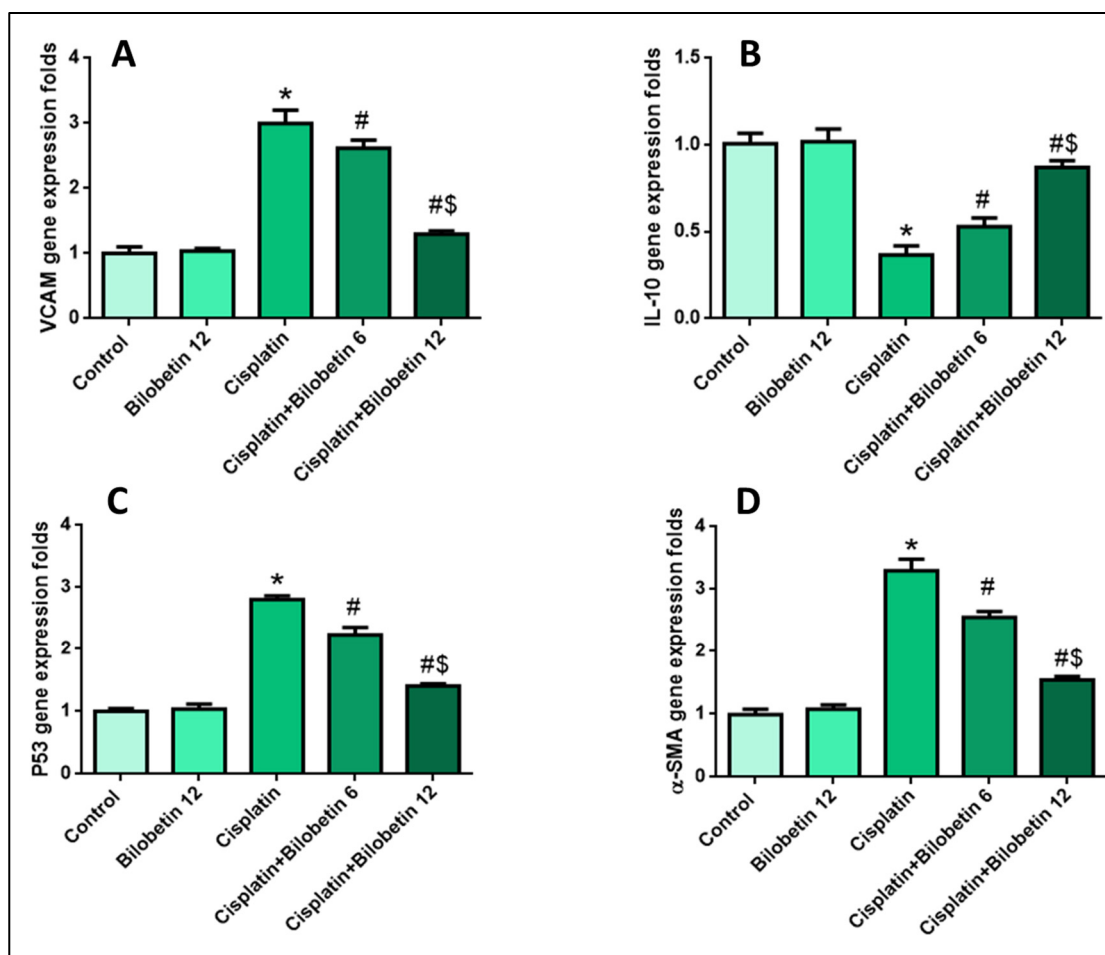 A
VCAM gene expression folds
4
3
2
1
0
*
#
#$
Control
Bilobetin 12
Cisplatin
Cisplatin+Bilobetin 6
Cisplatin+Bilobetin 12
B
IL-10 gene expression folds
1.5
1.0
0.5
0.0
*
#
#$
Control
Bilobetin 12
Cisplatin
Cisplatin+Bilobetin 6
Cisplatin+Bilobetin 12
C
P53 gene expression folds
4
3
2
1
0
*
#
#$
Control
Bilobetin 12
Cisplatin
Cisplatin+Bilobetin 6
Cisplatin+Bilobetin 12
D
α-SMA gene expression folds
4
3
2
1
0
*
#
#$
Control
Bilobetin 12
Cisplatin
Cisplatin+Bilobetin 6
Cisplatin+Bilobetin 12